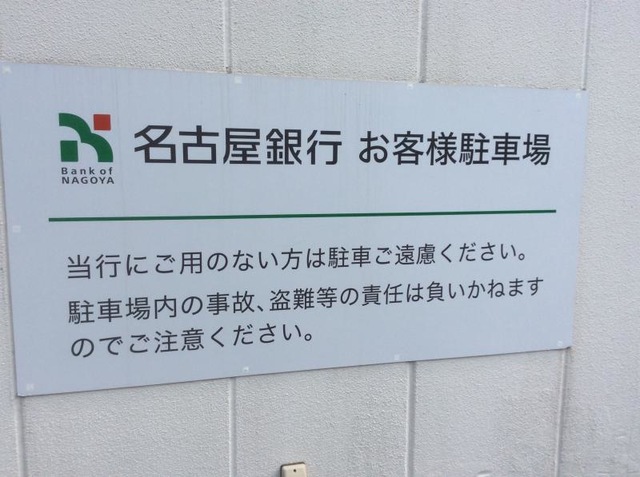 Bank of
NAGOYA
名古屋銀行 お客様駐車場
当行にご用のない方は駐車ご遠慮ください。
駐車場内の事故、盗難等の責任は負いかねます
のでご注意ください。